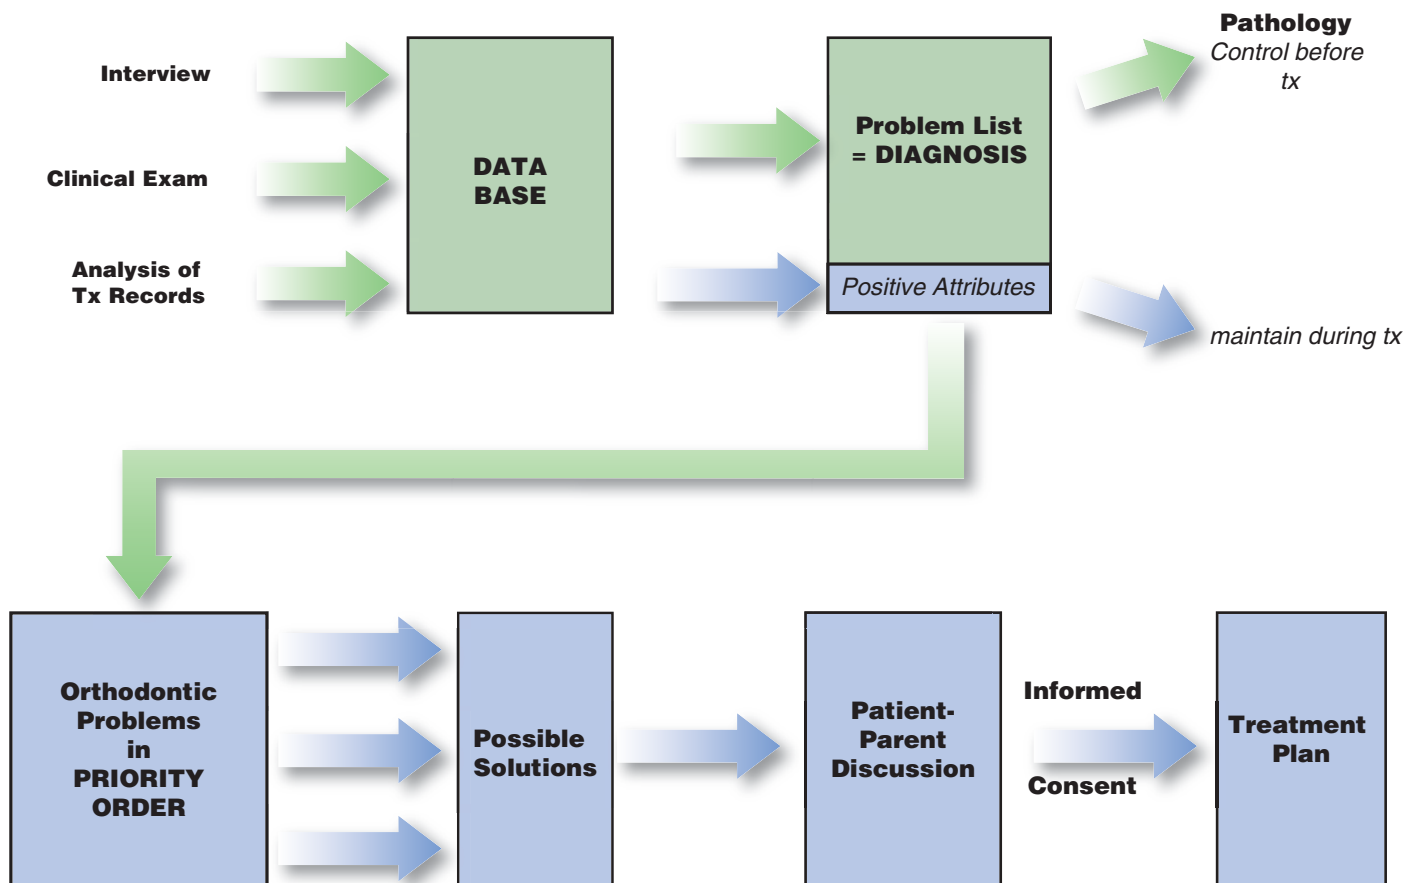 Interview
Clinical Exam
Analysis of
Tx Records
DATA
BASE
Problem List
= DIAGNOSIS
Positive Attributes
Pathology
Control before
tx
maintain during tx
Orthodontic
Problems
in
PRIORITY
ORDER
Possible
Solutions
Patient-
Parent
Discussion
Informed
Consent
Treatment
Plan